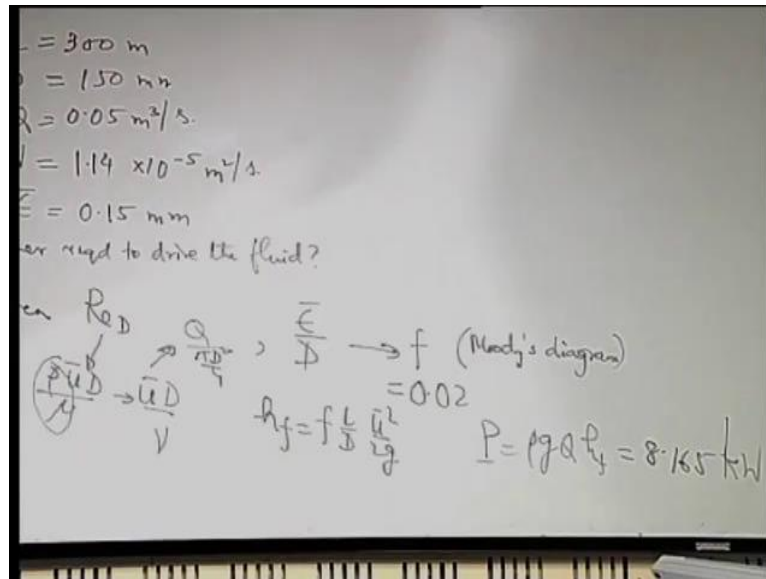 = 300 m
= 150 mm
Q = 0.05 m³/s.
= 1.14 × 10⁻⁵ m²/s.
ε̄ = 0.15 mm
er reqd to drive the fluid?
Re_D Q/(πD²/4) , ε̄/D → f (Moody's diagram)
ρūD/μ → ūD/ν = 0.02
h_f = f L/D ū²/2g P = ρgQh_f = 8.165 kW